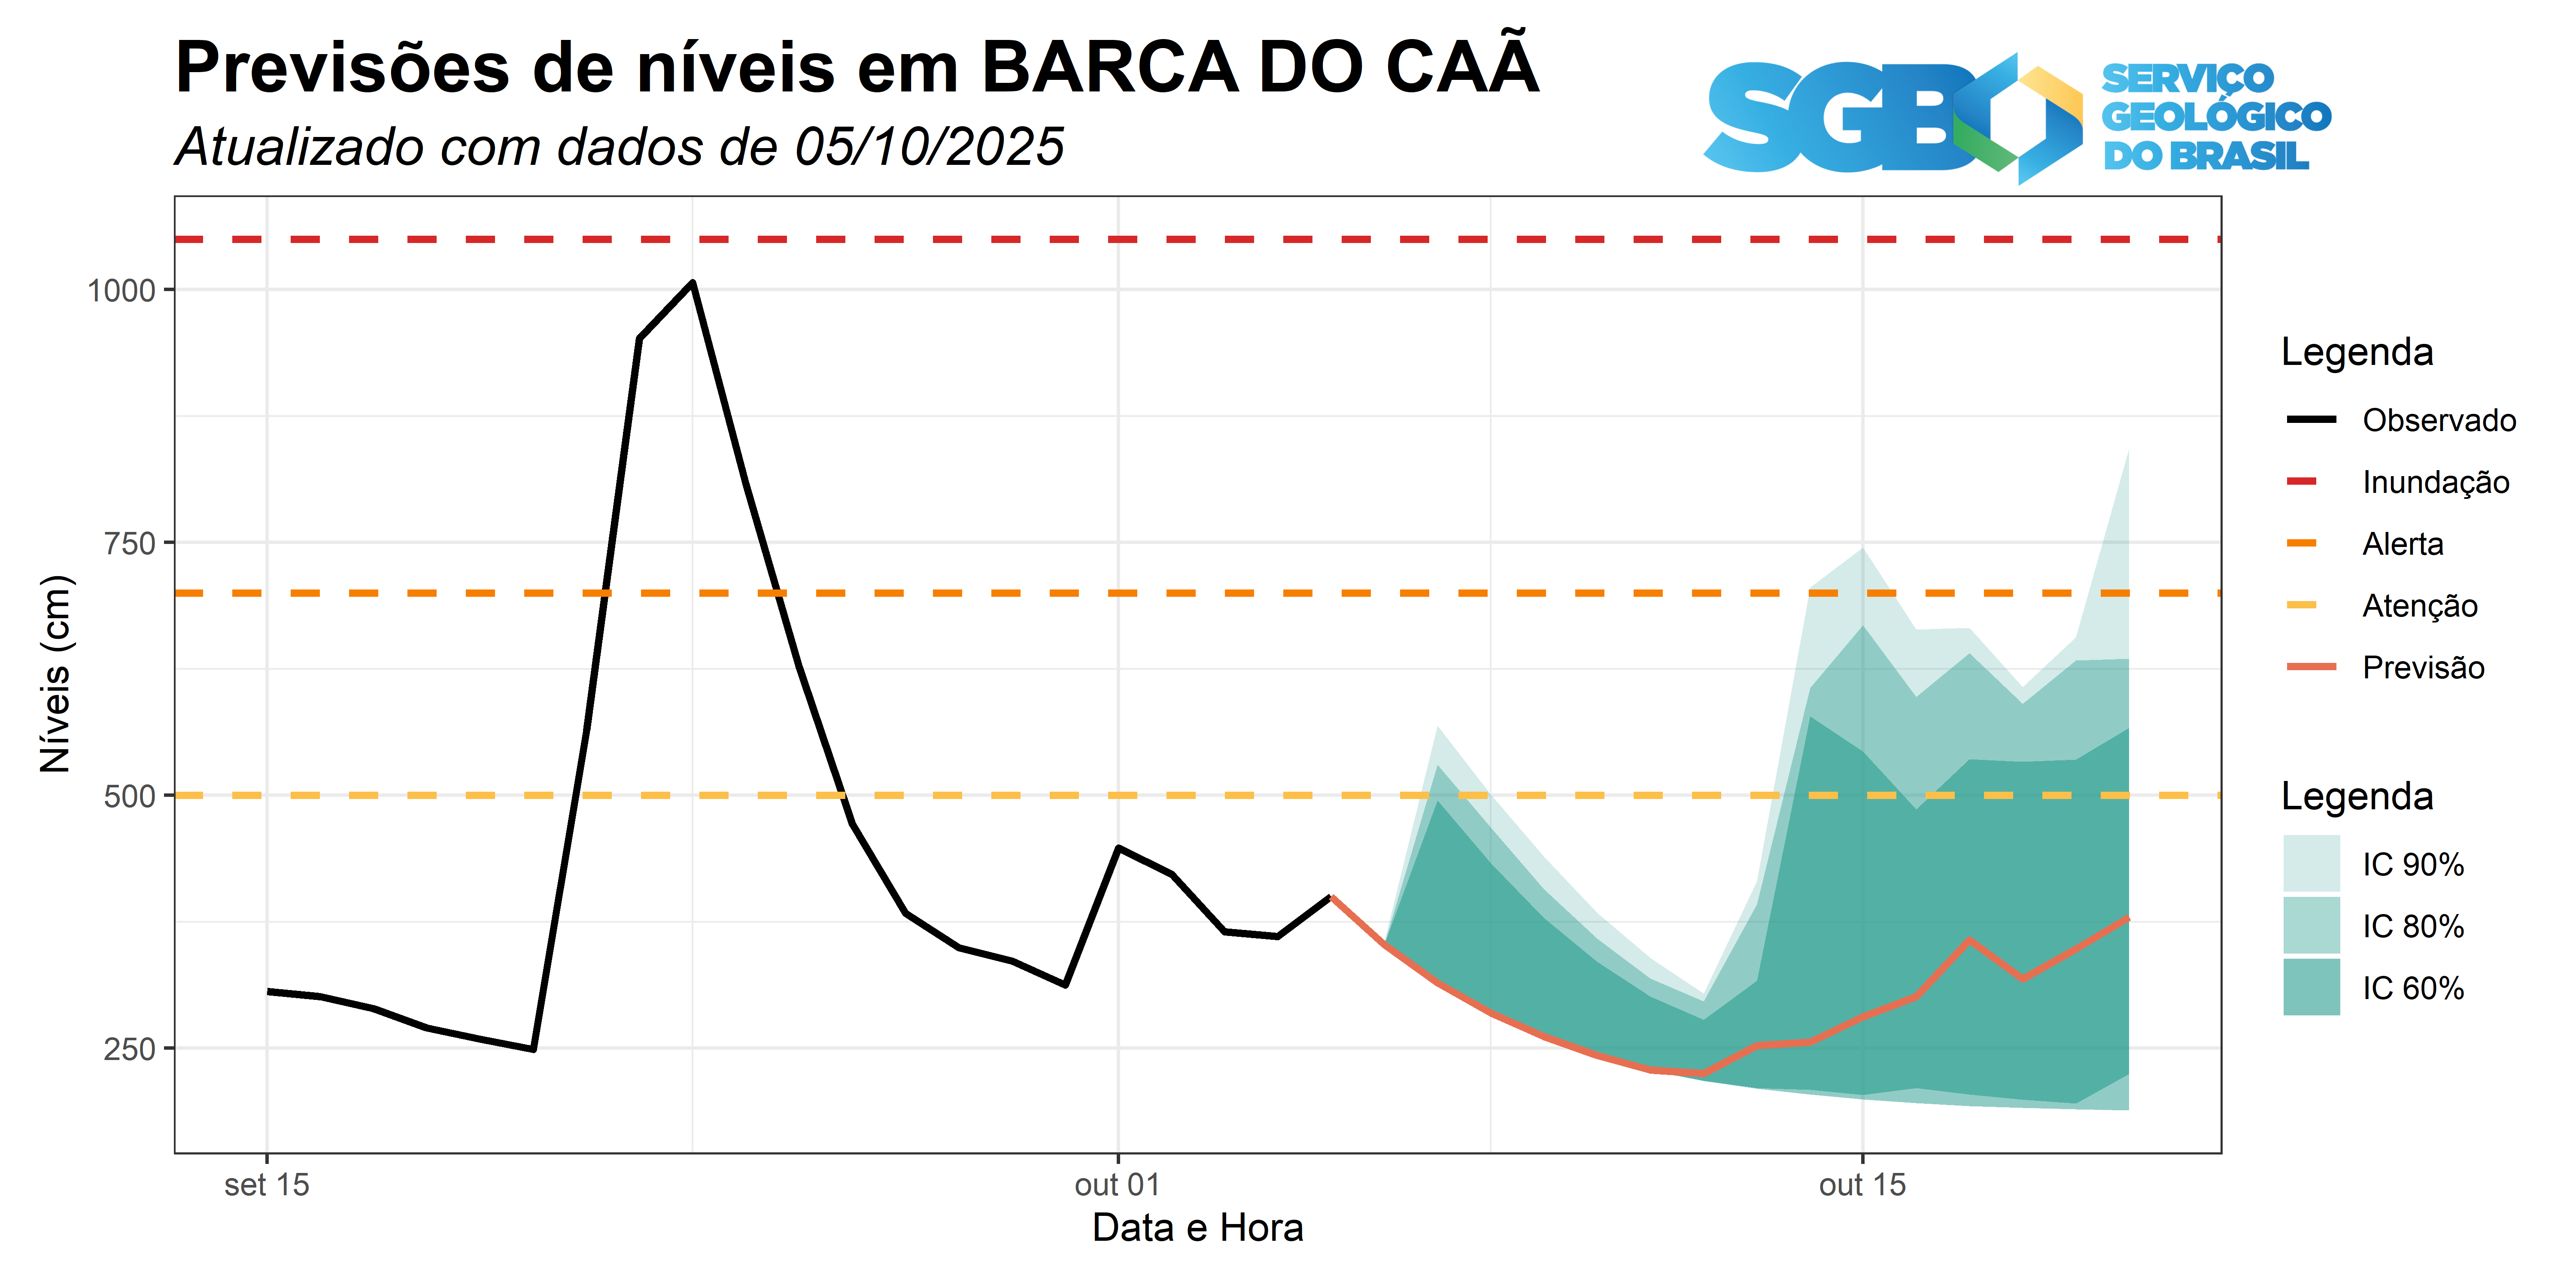 Previsões de níveis em BARCA DO CAÃ
Atualizado com dados de 05/10/2025
SGB
SERVIÇO
GEOLÓGICO
DO BRASIL
Níveis (cm)
1000
750
500
250
set 15
out 01
out 15
Data e Hora
Legenda
Observado
Inundação
Alerta
Atenção
Previsão
Legenda
IC 90%
IC 80%
IC 60%